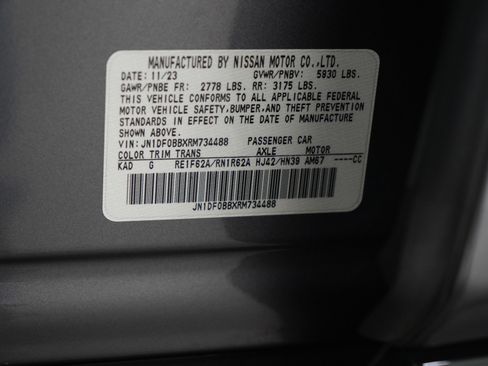 MANUFACTURED BY NISSAN MOTOR CO.,LTD.
DATE: 11/23 GVWR/PNBV: 5930 LBS.
GAWR/PNBE FR: 2778 LBS. RR: 3175 LBS.
THIS VEHICLE CONFORMS TO ALL APPLICABLE FEDERAL
MOTOR VEHICLE SAFETY,BUMPER,AND THEFT PREVENTION
STANDARDS IN EFFECT ON THE DATE OF MANUFACTURE
SHOWN ABOVE.
VIN: JN1DF0BBXRM734488 PASSENGER CAR
COLOR TRIM TRANS AXLE MOTOR
KAD G RE1F62A/RN1R62A HJ42/HN39 AM67 ----CC
JN1DF0BBXRM734488